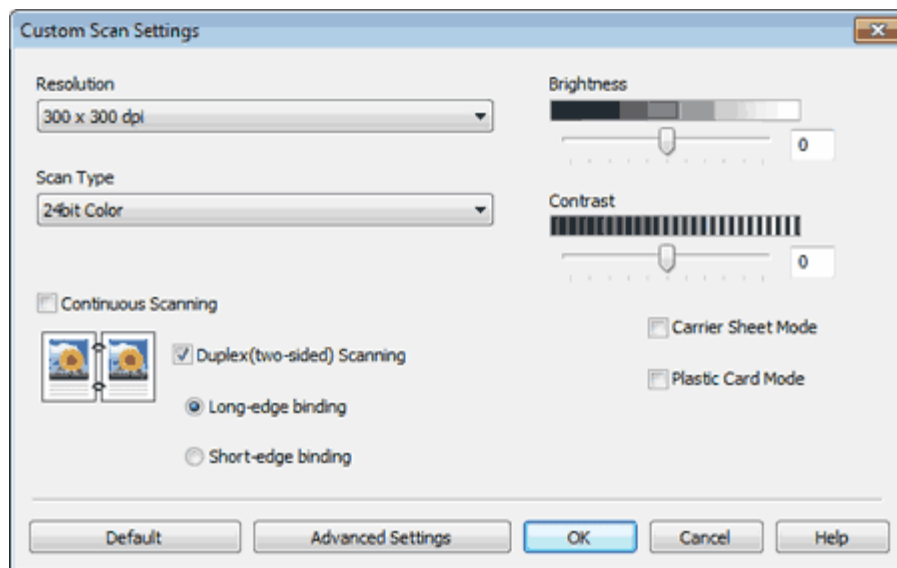 Custom Scan Settings
Resolution
300 x 300 dpi
Scan Type
24bit Color
Brightness
0
Contrast
0
Continuous Scanning
Duplex(two-sided) Scanning
Long-edge binding
Short-edge binding
Carrier Sheet Mode
Plastic Card Mode
Default
Advanced Settings
OK
Cancel
Help